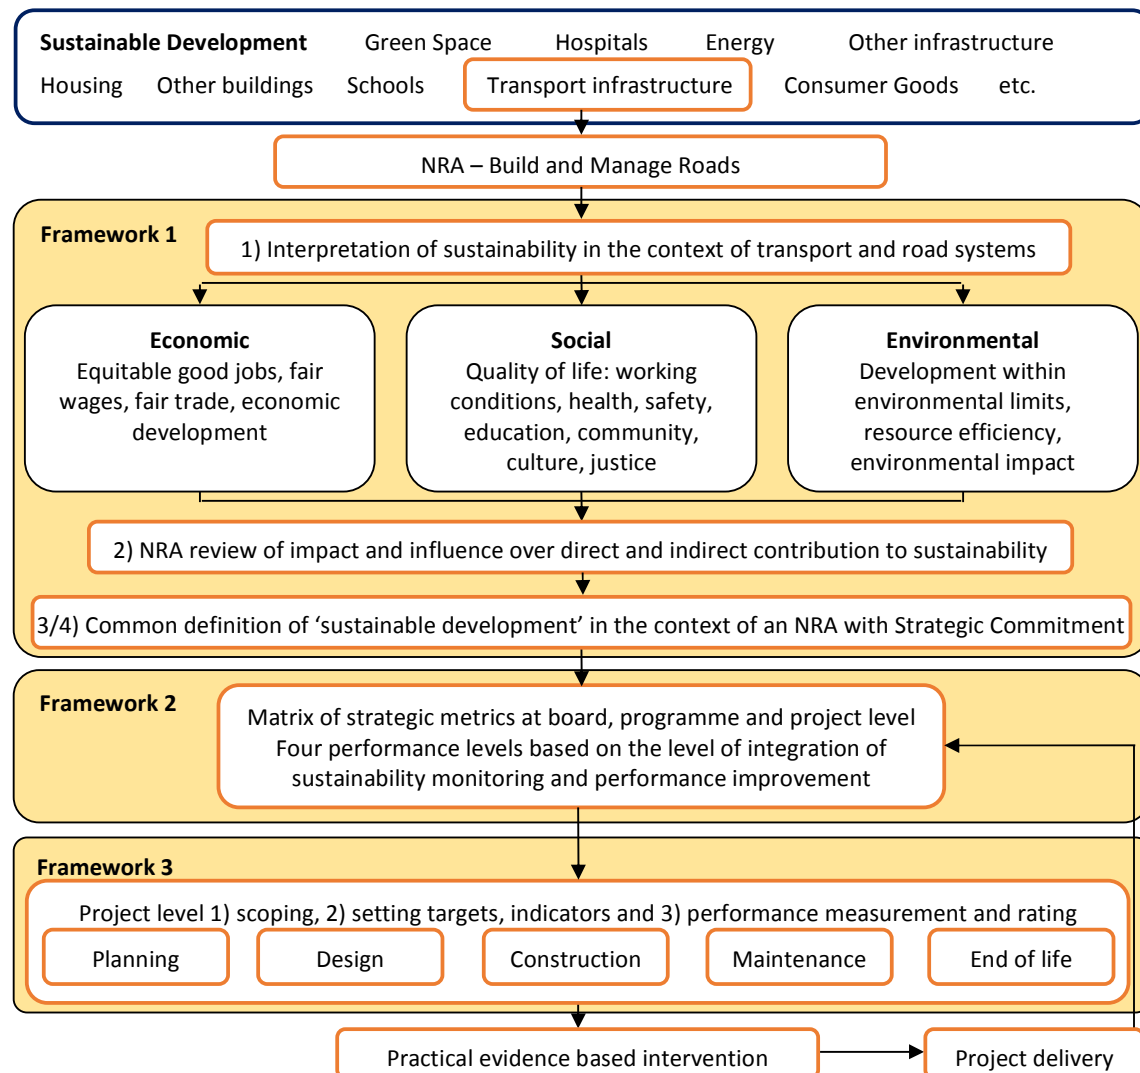 Sustainable Development Green Space Hospitals Energy Other infrastructure
Housing Other buildings Schools Transport infrastructure Consumer Goods etc.
NRA – Build and Manage Roads
Framework 1
1) Interpretation of sustainability in the context of transport and road systems
Economic
Equitable good jobs, fair
wages, fair trade, economic
development
Social
Quality of life: working
conditions, health, safety,
education, community,
culture, justice
Environmental
Development within
environmental limits,
resource efficiency,
environmental impact
2) NRA review of impact and influence over direct and indirect contribution to sustainability
3/4) Common definition of ‘sustainable development’ in the context of an NRA with Strategic Commitment
Framework 2
Matrix of strategic metrics at board, programme and project level
Four performance levels based on the level of integration of
sustainability monitoring and performance improvement
Framework 3
Project level 1) scoping, 2) setting targets, indicators and 3) performance measurement and rating
Planning Design Construction Maintenance End of life
Practical evidence based intervention Project delivery